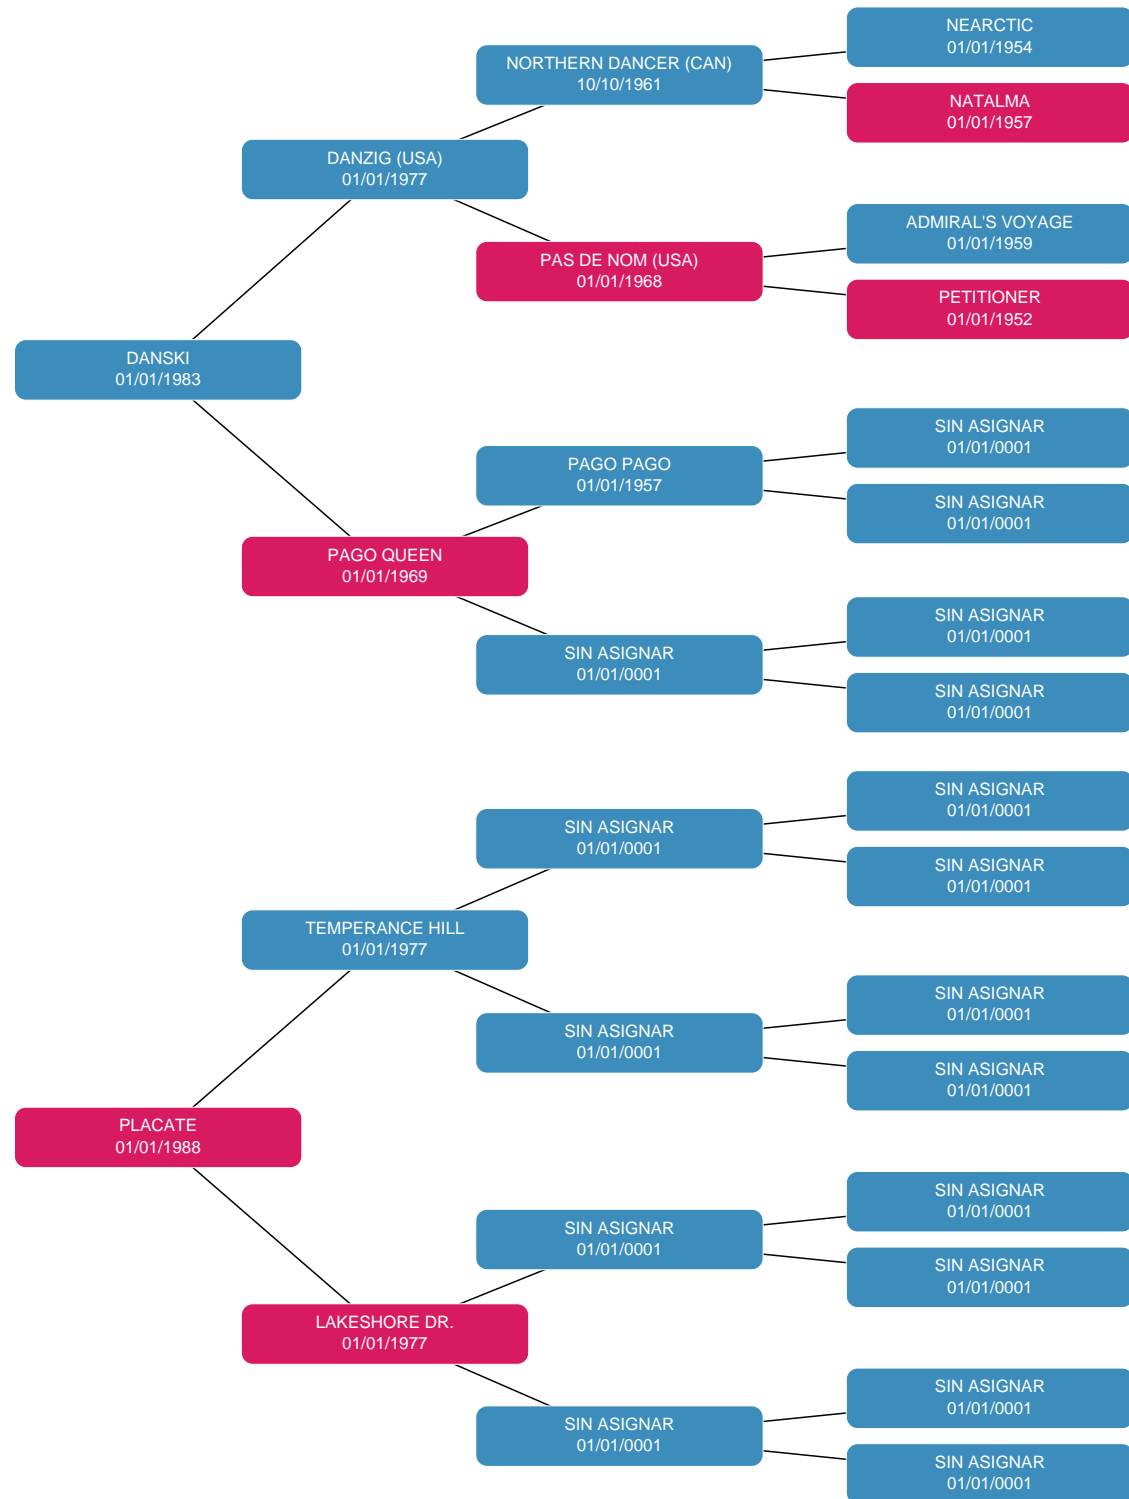 NEARCTIC
01/01/1954
NORTHERN DANCER (CAN)
10/10/1961
NATALMA
01/01/1957
DANZIG (USA)
01/01/1977
ADMIRAL'S VOYAGE
01/01/1959
PAS DE NOM (USA)
01/01/1968
PETITIONER
01/01/1952
DANSKI
01/01/1983
SIN ASIGNAR
01/01/0001
PAGO PAGO
01/01/1957
SIN ASIGNAR
01/01/0001
PAGO QUEEN
01/01/1969
SIN ASIGNAR
01/01/0001
SIN ASIGNAR
01/01/0001
SIN ASIGNAR
01/01/0001
SIN ASIGNAR
01/01/0001
SIN ASIGNAR
01/01/0001
SIN ASIGNAR
01/01/0001
TEMPERANCE HILL
01/01/1977
SIN ASIGNAR
01/01/0001
SIN ASIGNAR
01/01/0001
SIN ASIGNAR
01/01/0001
PLACATE
01/01/1988
SIN ASIGNAR
01/01/0001
SIN ASIGNAR
01/01/0001
SIN ASIGNAR
01/01/0001
LAKESHORE DR.
01/01/1977
SIN ASIGNAR
01/01/0001
SIN ASIGNAR
01/01/0001
SIN ASIGNAR
01/01/0001